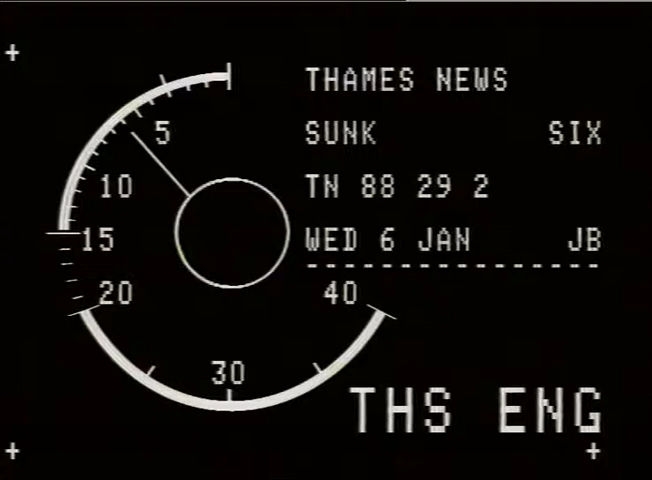 THAMES NEWS
SUNK SIX
TN 88 29 2
WED 6 JAN JB
5
10
15
20
30
40
THS ENG